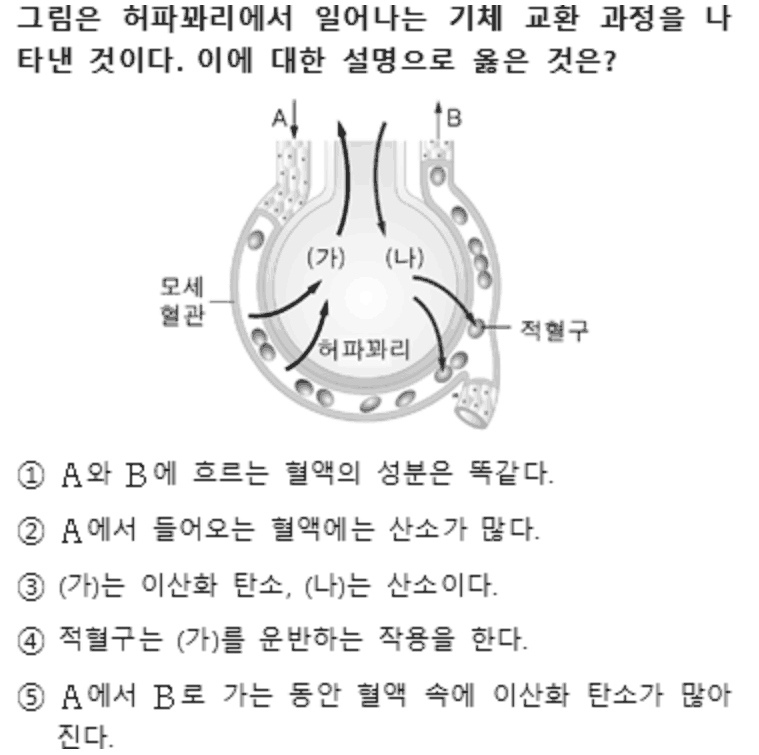 그림은 허파꽈리에서 일어나는 기체 교환 과정을 나
타낸 것이다. 이에 대한 설명으로 옳은 것은?
A
B
(가)
(나)
모세
혈관
적혈구
허파꽈리
① A와 B에 흐르는 혈액의 성분은 똑같다.
② A에서 들어오는 혈액에는 산소가 많다.
③ (가)는 이산화 탄소, (나)는 산소이다.
④ 적혈구는 (가)를 운반하는 작용을 한다.
⑤ A에서 B로 가는 동안 혈액 속에 이산화 탄소가 많아
진다.